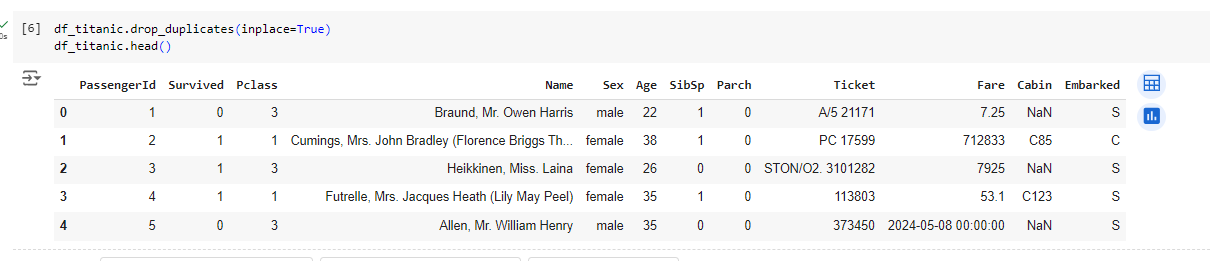 [6] df_titanic.drop_duplicates(inplace=True)
df_titanic.head()
0s
PassengerId Survived Pclass Name Sex Age SibSp Parch Ticket Fare Cabin Embarked
0 1 0 3 Braund, Mr. Owen Harris male 22 1 0 A/5 21171 7.25 NaN S
1 2 1 1 Cumings, Mrs. John Bradley (Florence Briggs Th... female 38 1 0 PC 17599 712833 C85 C
2 3 1 3 Heikkinen, Miss. Laina female 26 0 0 STON/O2. 3101282 7925 NaN S
3 4 1 1 Futrelle, Mrs. Jacques Heath (Lily May Peel) female 35 1 0 113803 53.1 C123 S
4 5 0 3 Allen, Mr. William Henry male 35 0 0 373450 2024-05-08 00:00:00 NaN S